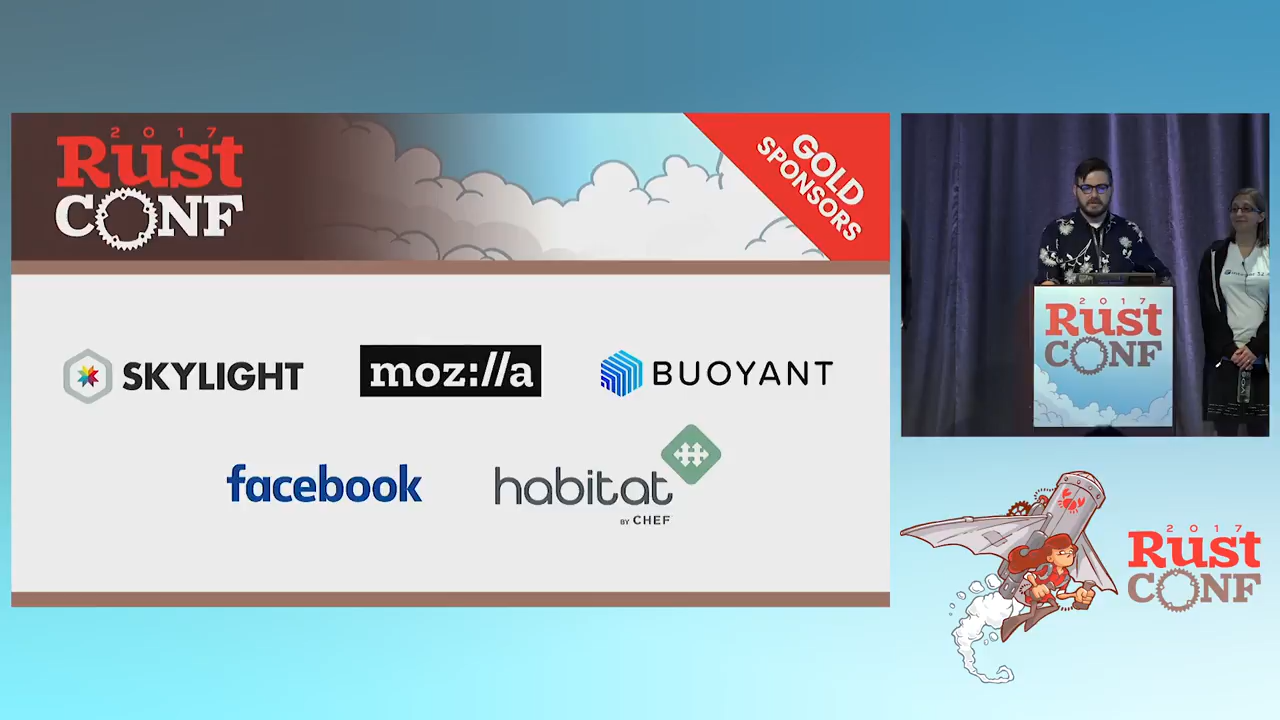 2017
Rust
CONF
GOLD
SPONSORS
SKYLIGHT
moz://a
BUOYANT
facebook
habitat
BY CHEF
2017
Rust
CONF
2017
Rust
CONF